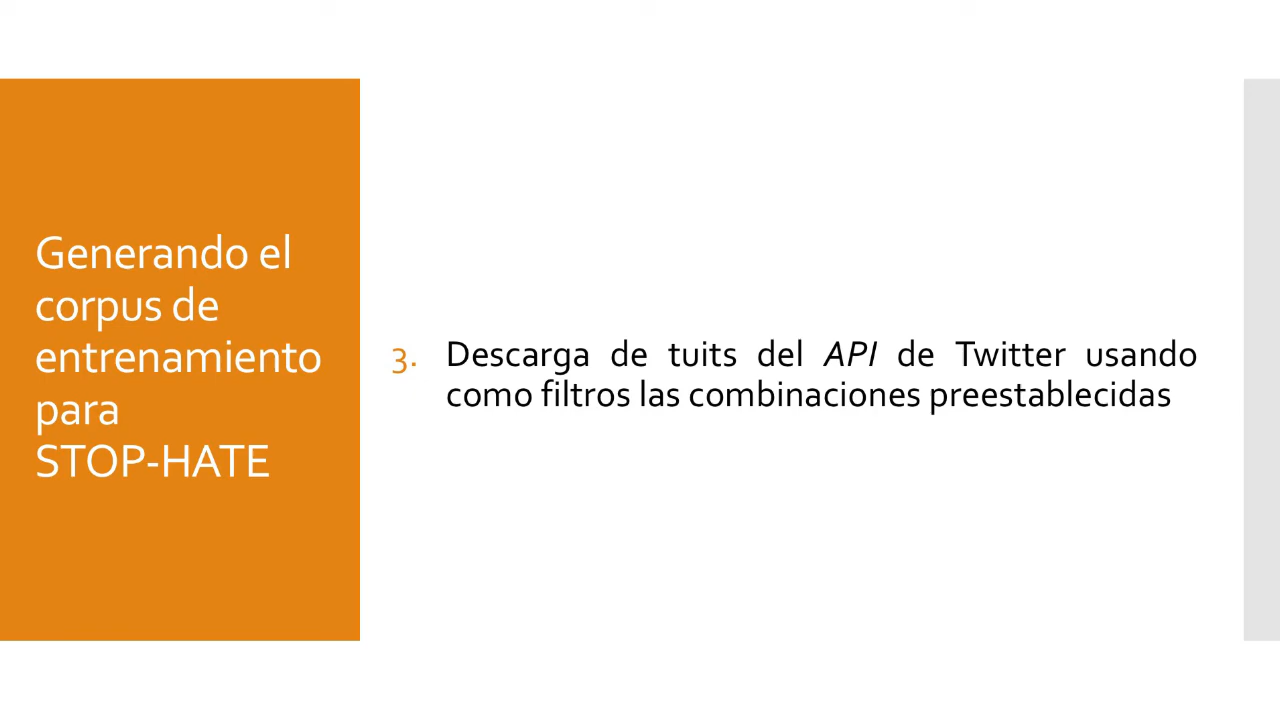 Generando el
corpus de
entrenamiento
para
STOP-HATE
3. Descarga de tuits del API de Twitter usando
como filtros las combinaciones preestablecidas